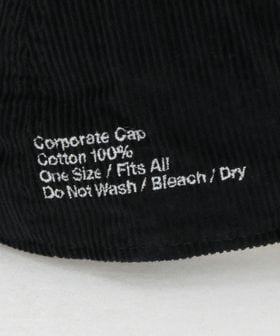 Corporate Cap
Cotton 100%
One Size / Fits All
Do Not Wash / Bleach / Dry